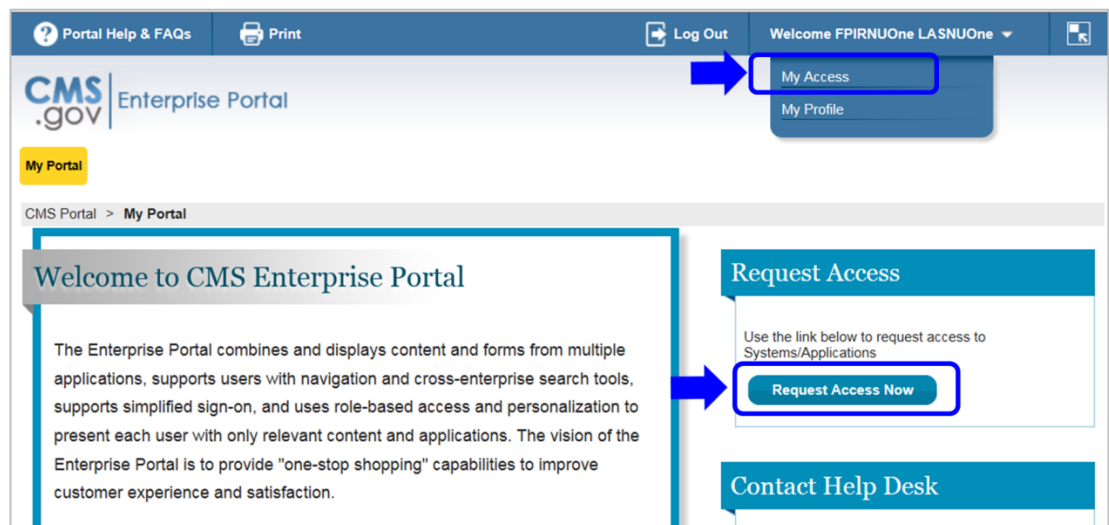 Portal Help & FAQs
Print
Log Out
Welcome FPIRNUOne LASNUOne
My Access
My Profile
CMS
.gov
Enterprise Portal
My Portal
CMS Portal > My Portal
Welcome to CMS Enterprise Portal
The Enterprise Portal combines and displays content and forms from multiple
applications, supports users with navigation and cross-enterprise search tools,
supports simplified sign-on, and uses role-based access and personalization to
present each user with only relevant content and applications. The vision of the
Enterprise Portal is to provide "one-stop shopping" capabilities to improve
customer experience and satisfaction.
Request Access
Use the link below to request access to
Systems/Applications
Request Access Now
Contact Help Desk